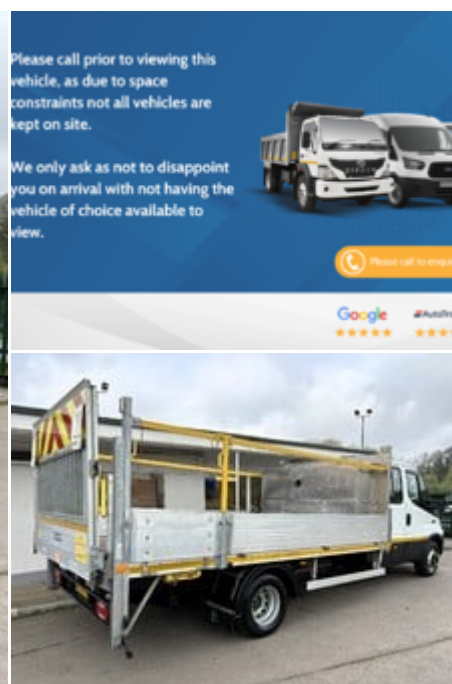 Please call prior to viewing this
vehicle, as due to space
constraints not all vehicles are
kept on site.
We only ask as not to disappoint
you on arrival with not having the
vehicle of choice available to
view.
Please call to enqui
Google